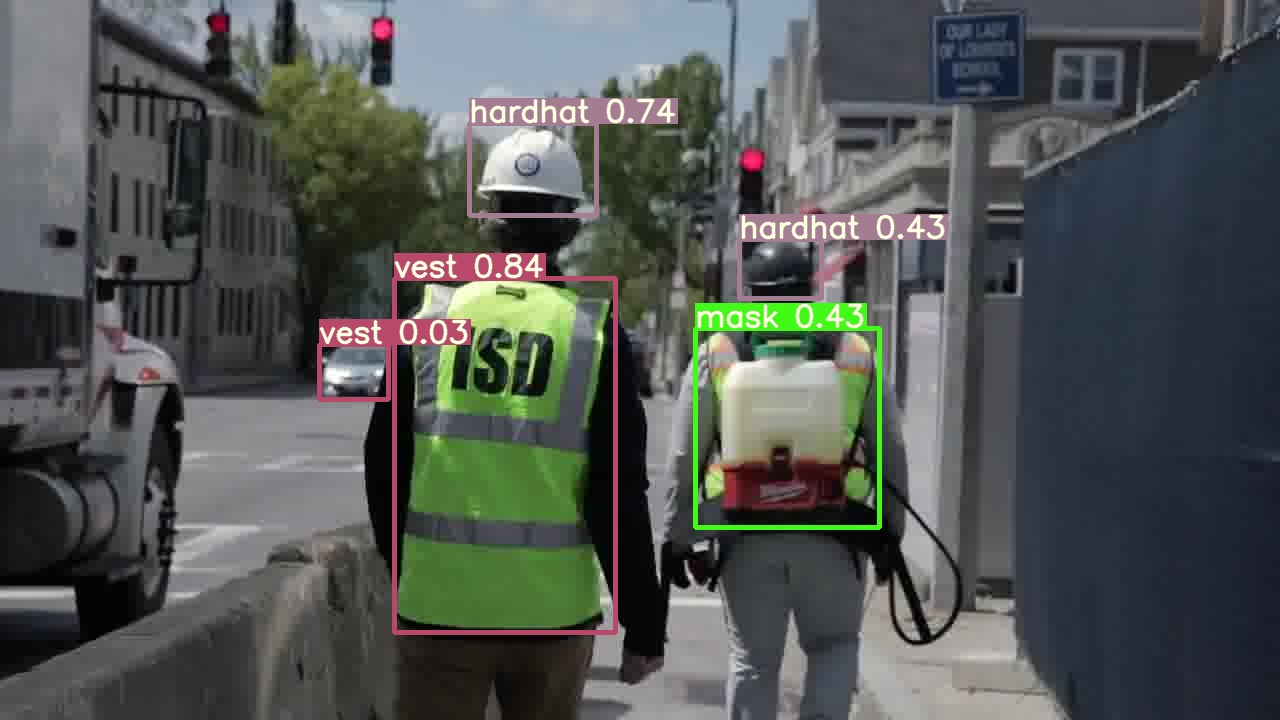 OUR LADY
OF LOURDES
SCHOOL
hardhat 0.74
hardhat 0.43
vest 0.84
mask 0.43
vest 0.03
ISD
Milwaukee